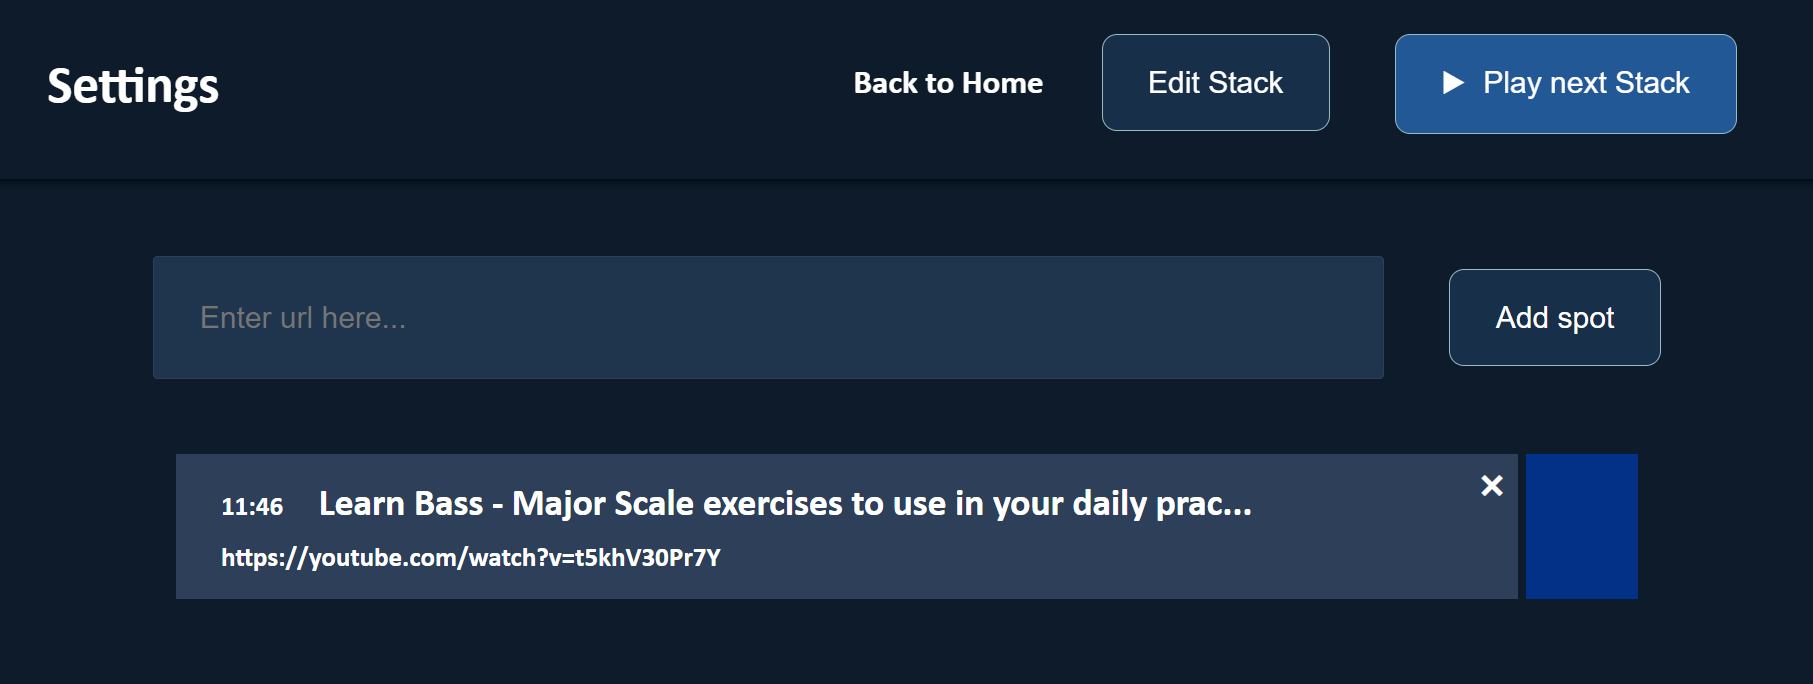 Settings
Back to Home
Edit Stack
Play next Stack
Enter url here...
Add spot
11:46 Learn Bass - Major Scale exercises to use in your daily prac...
https://youtube.com/watch?v=t5khV30Pr7Y